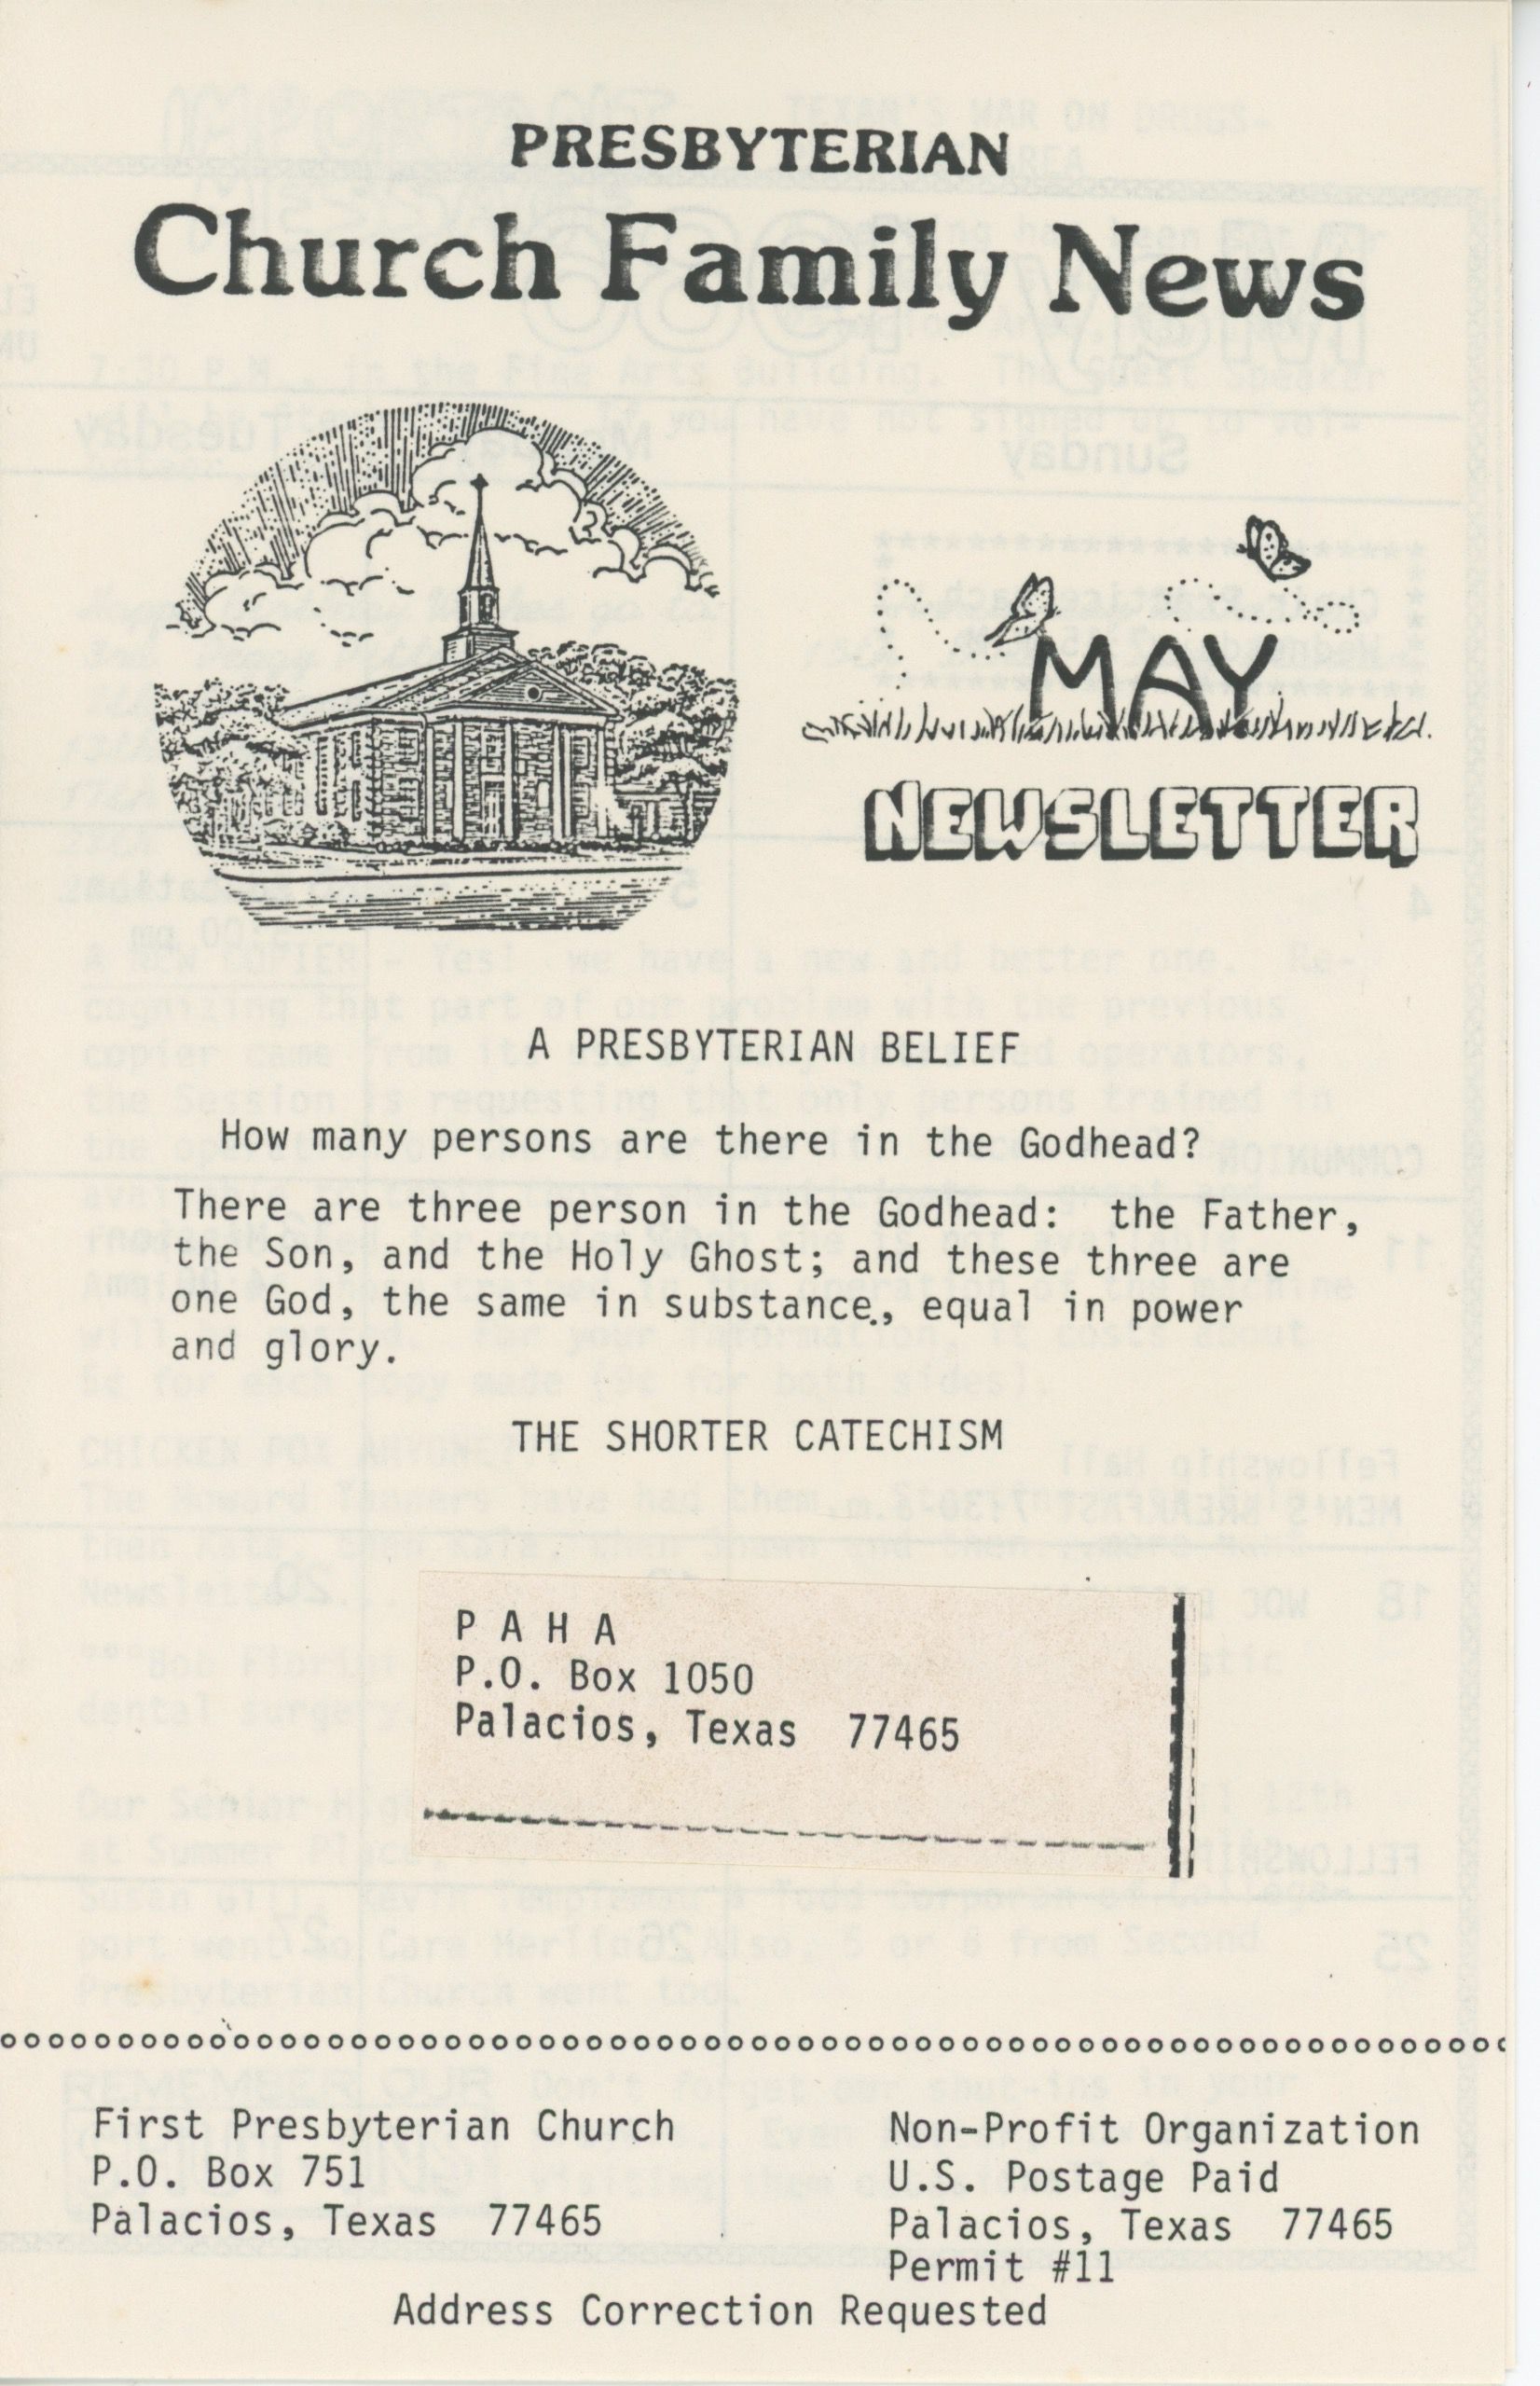 PRESBYTERIAN
Church Family News
MAY
NEWSLETTER
A PRESBYTERIAN BELIEF
How many persons are there in the Godhead?
There are three person in the Godhead:  the Father,
the Son, and the Holy Ghost; and these three are
one God, the same in substance., equal in power
and glory.
THE SHORTER CATECHISM
P A H A
P.O. Box 1050
Palacios, Texas  77465
First Presbyterian Church
P.O. Box 751
Palacios, Texas  77465
Non-Profit Organization
U.S. Postage Paid
Palacios, Texas  77465
Permit #11
Address Correction Requested